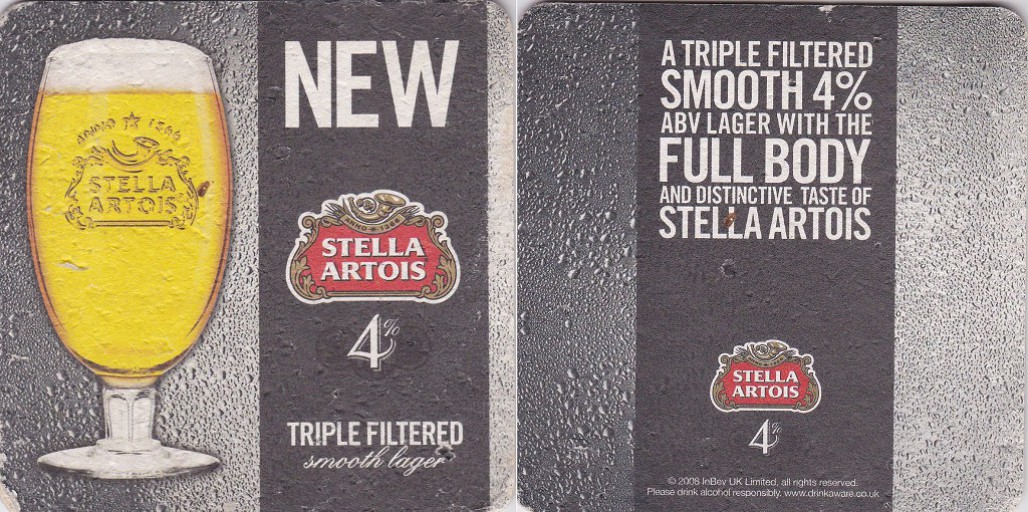 ANNO ★ 1366
STELLA
ARTOIS
NEW
ANNO ★ 1366
STELLA
ARTOIS
4%
TRIPLE FILTERED
smooth lager
A TRIPLE FILTERED
SMOOTH 4%
ABV LAGER WITH THE
FULL BODY
AND DISTINCTIVE TASTE OF
STELLA ARTOIS
STELLA
ARTOIS
4%
© 2008 InBev UK Limited, all rights reserved.
Please drink alcohol responsibly. www.drinkaware.co.uk